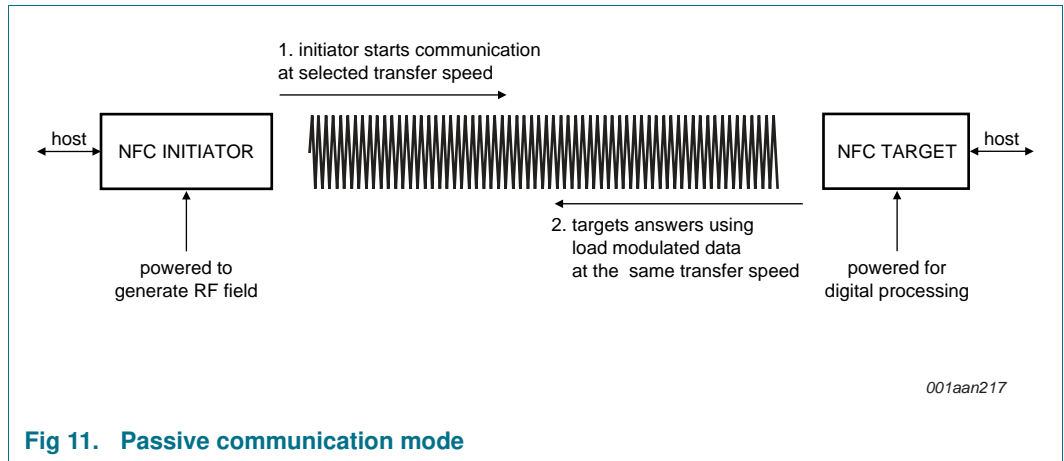 1. initiator starts communication
at selected transfer speed
host
NFC INITIATOR
NFC TARGET
host
2. targets answers using
load modulated data
at the same transfer speed
powered to
generate RF field
powered for
digital processing
001aan217
Fig 11. Passive communication mode